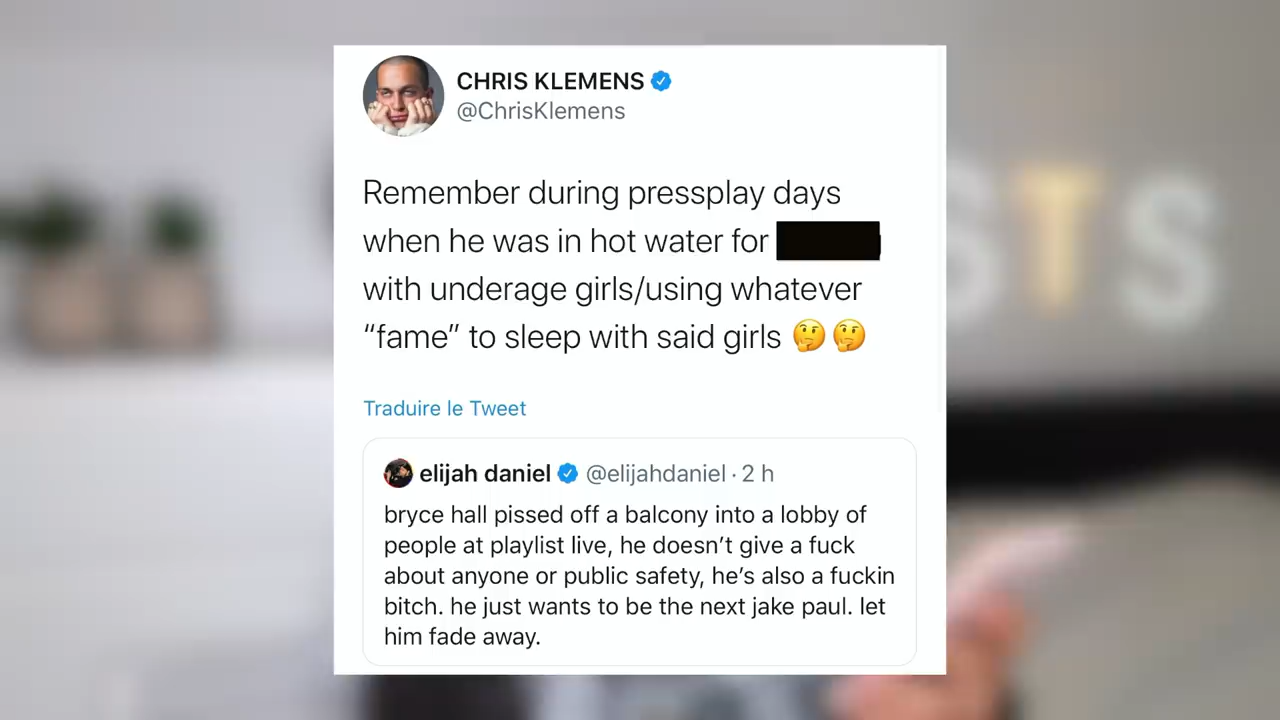 CHRIS KLEMENS
@ChrisKlemens
Remember during pressplay days
when he was in hot water for
with underage girls/using whatever
“fame” to sleep with said girls 🤔🤔
Traduire le Tweet
elijah daniel @elijahdaniel · 2 h
bryce hall pissed off a balcony into a lobby of
people at playlist live, he doesn’t give a fuck
about anyone or public safety, he’s also a fuckin
bitch. he just wants to be the next jake paul. let
him fade away.
STS